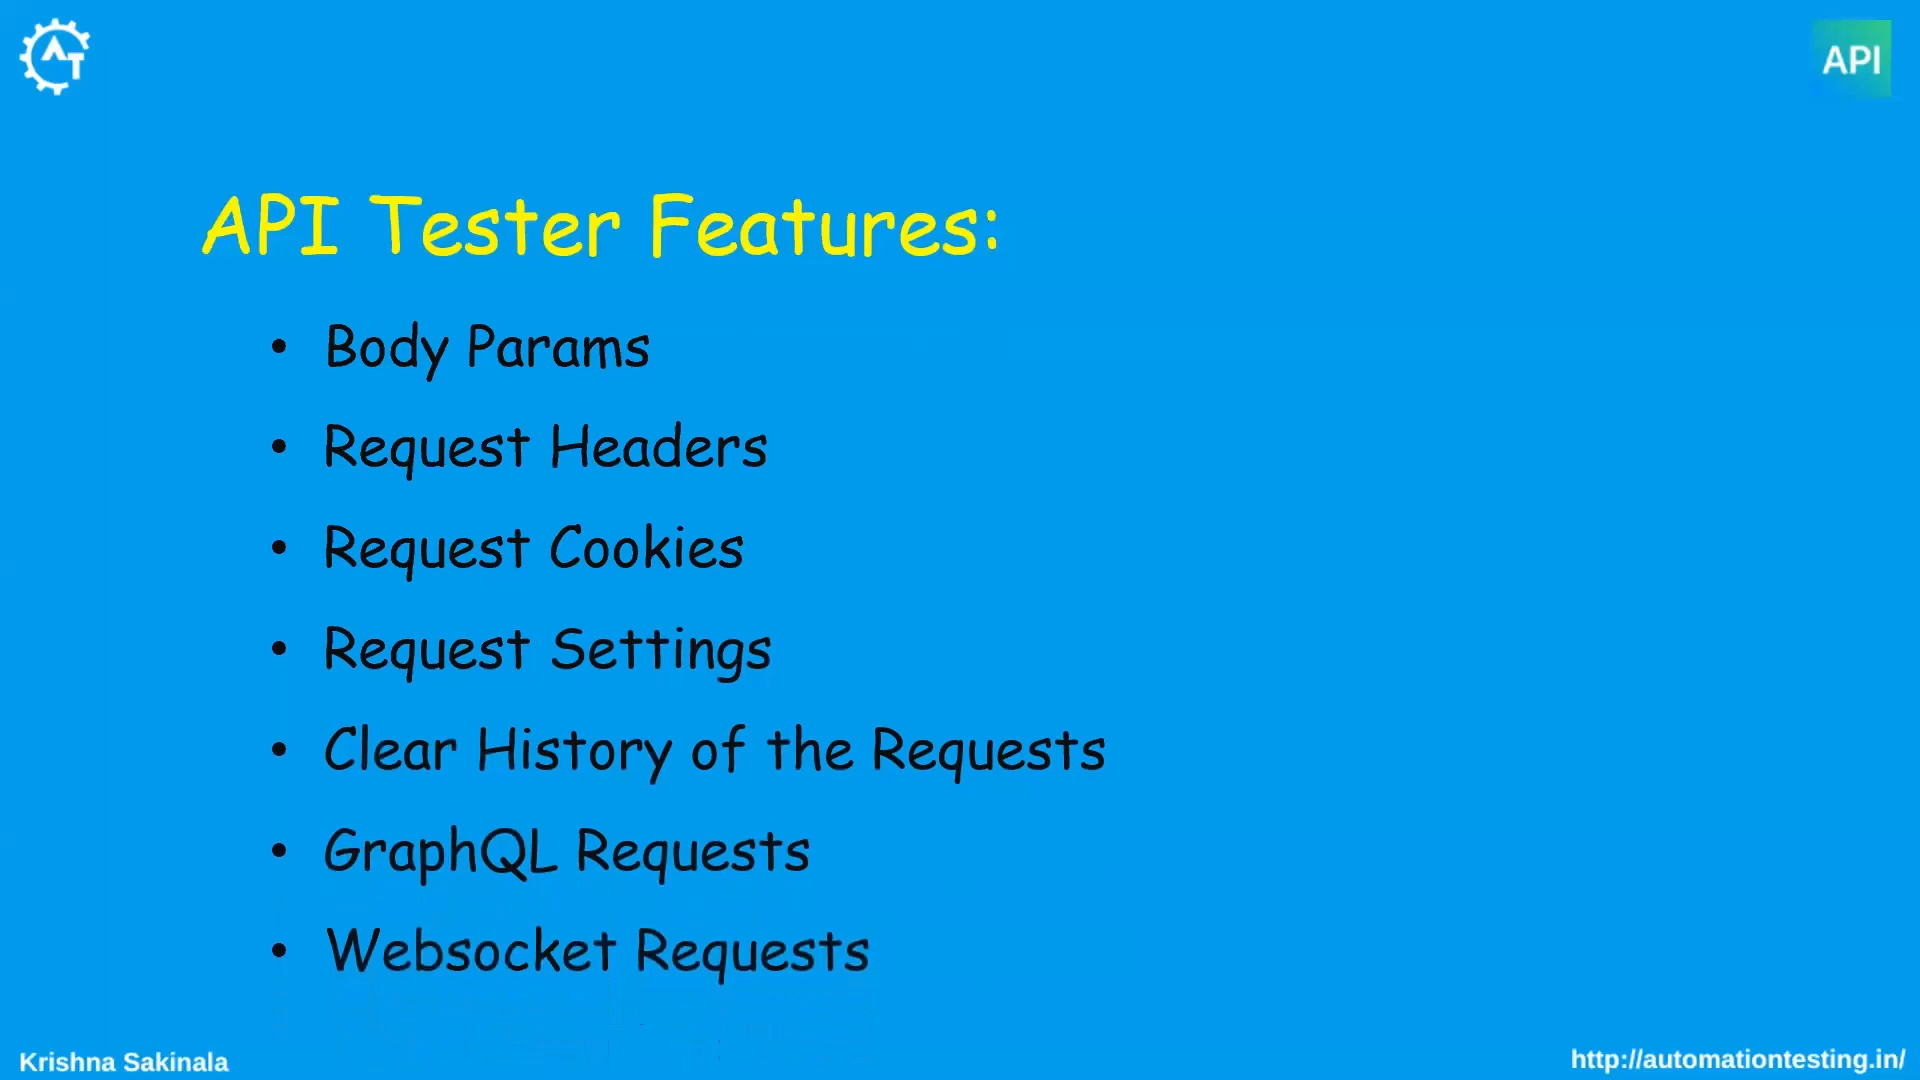 AT
API
API Tester Features:
• Body Params
• Request Headers
• Request Cookies
• Request Settings
• Clear History of the Requests
• GraphQL Requests
• Websocket Requests
Krishna Sakinala
http://automationtesting.in/